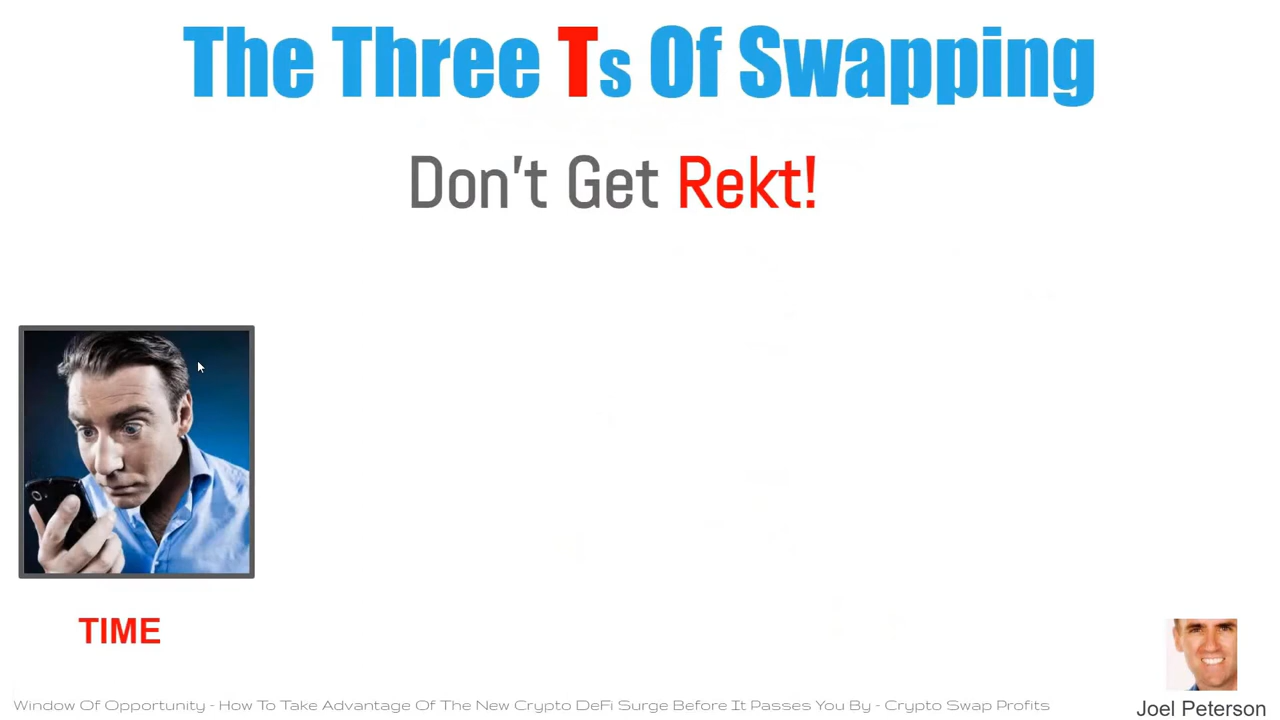 The Three Ts Of Swapping
Don't Get Rekt!
TIME
Window Of Opportunity - How To Take Advantage Of The New Crypto DeFi Surge Before It Passes You By - Crypto Swap Profits
Joel Peterson